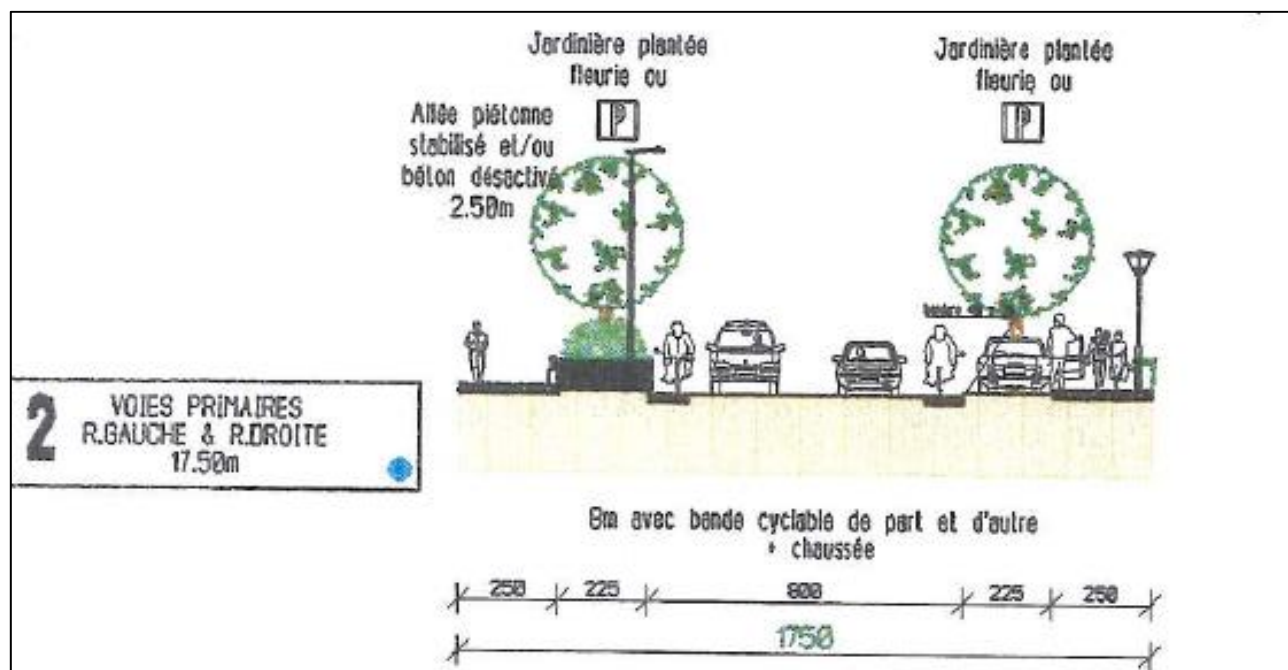 Jardinière plantée
fleurie ou
P
Jardinière plantée
fleurie ou
P
Allée piétonne
stabilisé et/ou
béton désactivé
2.50m
2
VOIES PRIMAIRES
R.GAUCHE & R.DROITE
17.50m
8m avec bande cyclable de part et d'autre
+ chaussée
250 225 800 225 250
1750